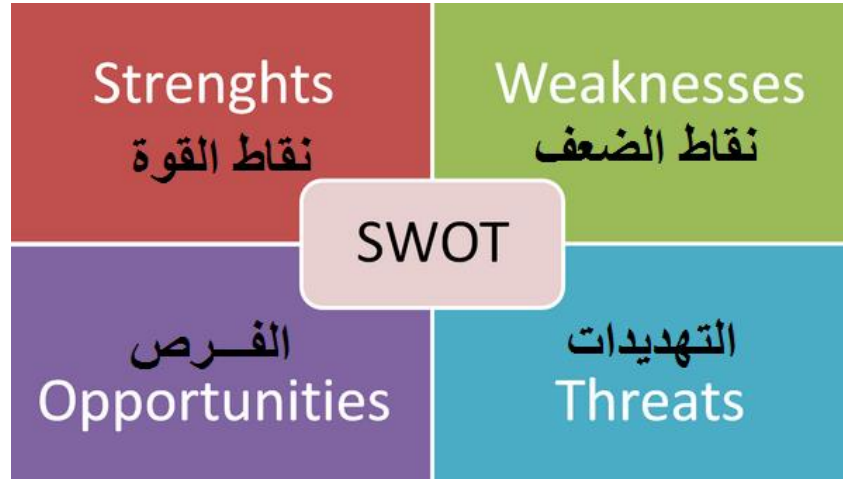 Strenghts
نقاط القوة
Weaknesses
نقاط الضعف
SWOT
الفــرص
Opportunities
التهديدات
Threats